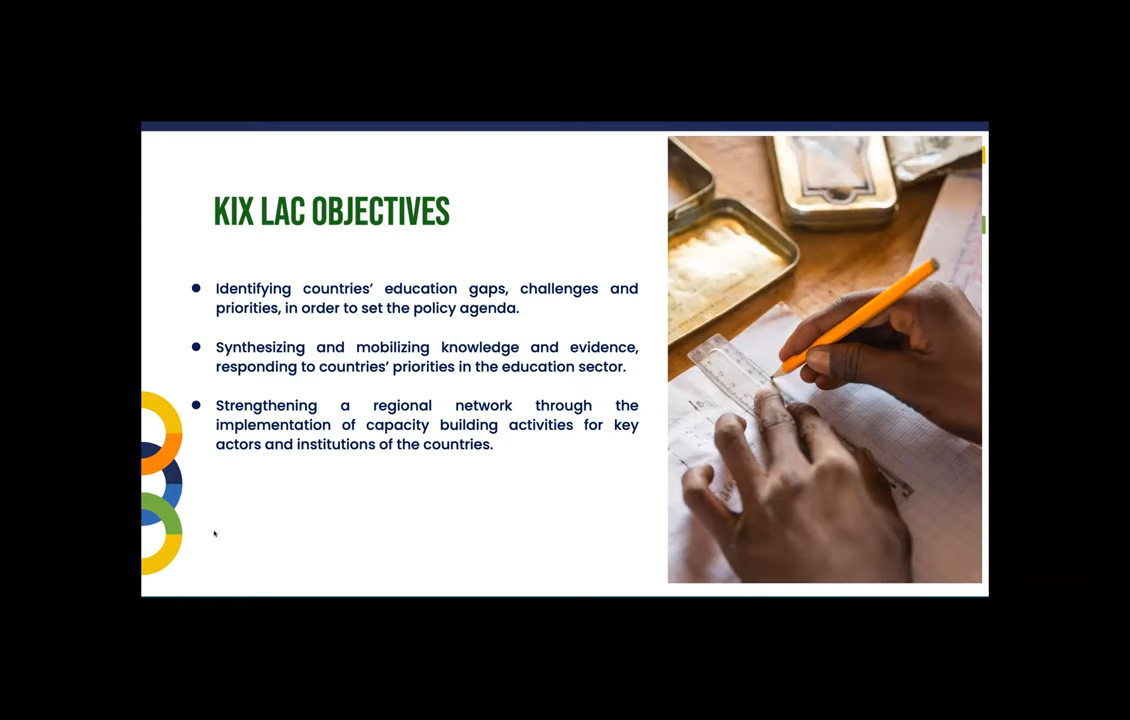 KIX LAC OBJECTIVES
● Identifying countries’ education gaps, challenges and
priorities, in order to set the policy agenda.
● Synthesizing and mobilizing knowledge and evidence,
responding to countries’ priorities in the education sector.
● Strengthening a regional network through the
implementation of capacity building activities for key
actors and institutions of the countries.